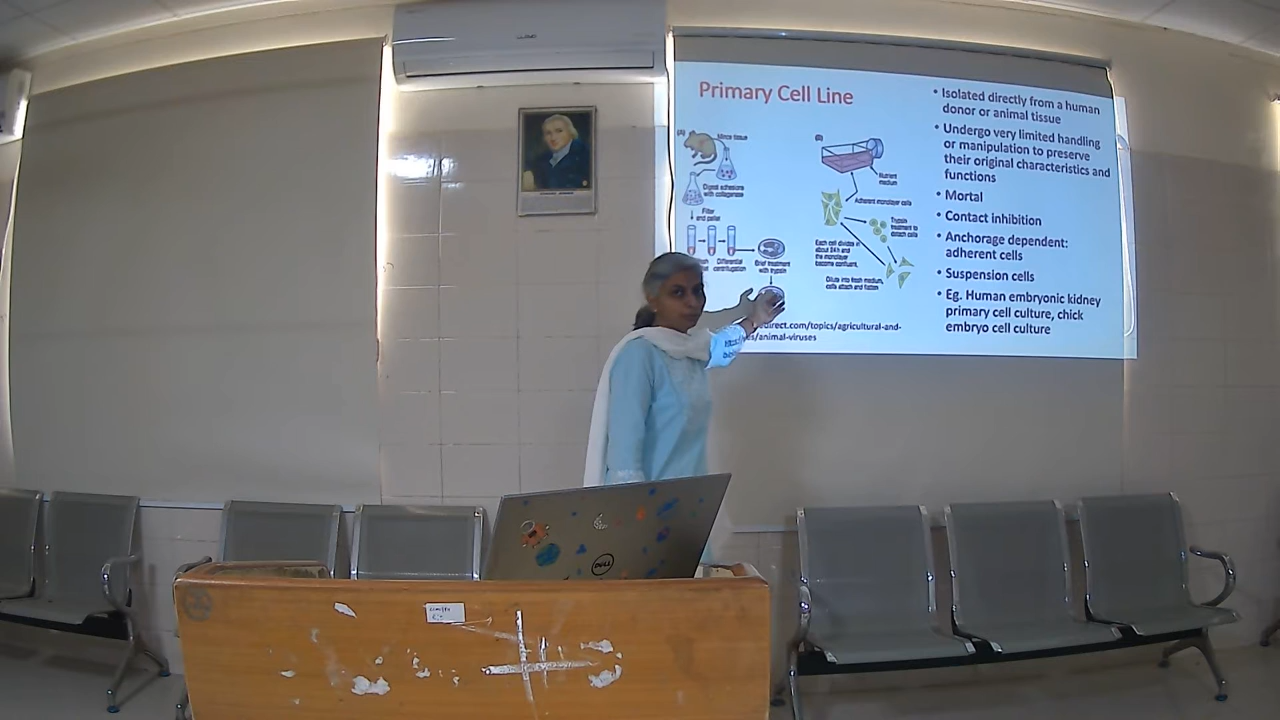 Primary Cell Line
(A)
Mince tissue
Digest adhesions
with collagenase
Filter
and pellet
Differential
centrifugation
Brief treatment
with trypsin
(B)
Nutrient
medium
Adherent monolayer cells
Trypsin
treatment to
detach cells
Each cell divides in
about 24h and
the monolayer
become confluent.
Dilute into fresh medium,
cells attach and flatten
edirect.com/topics/agricultural-and-
es/animal-viruses
• Isolated directly from a human
donor or animal tissue
• Undergo very limited handling
or manipulation to preserve
their original characteristics and
functions
• Mortal
• Contact inhibition
• Anchorage dependent:
adherent cells
• Suspension cells
• Eg. Human embryonic kidney
primary cell culture, chick
embryo cell culture
DELL